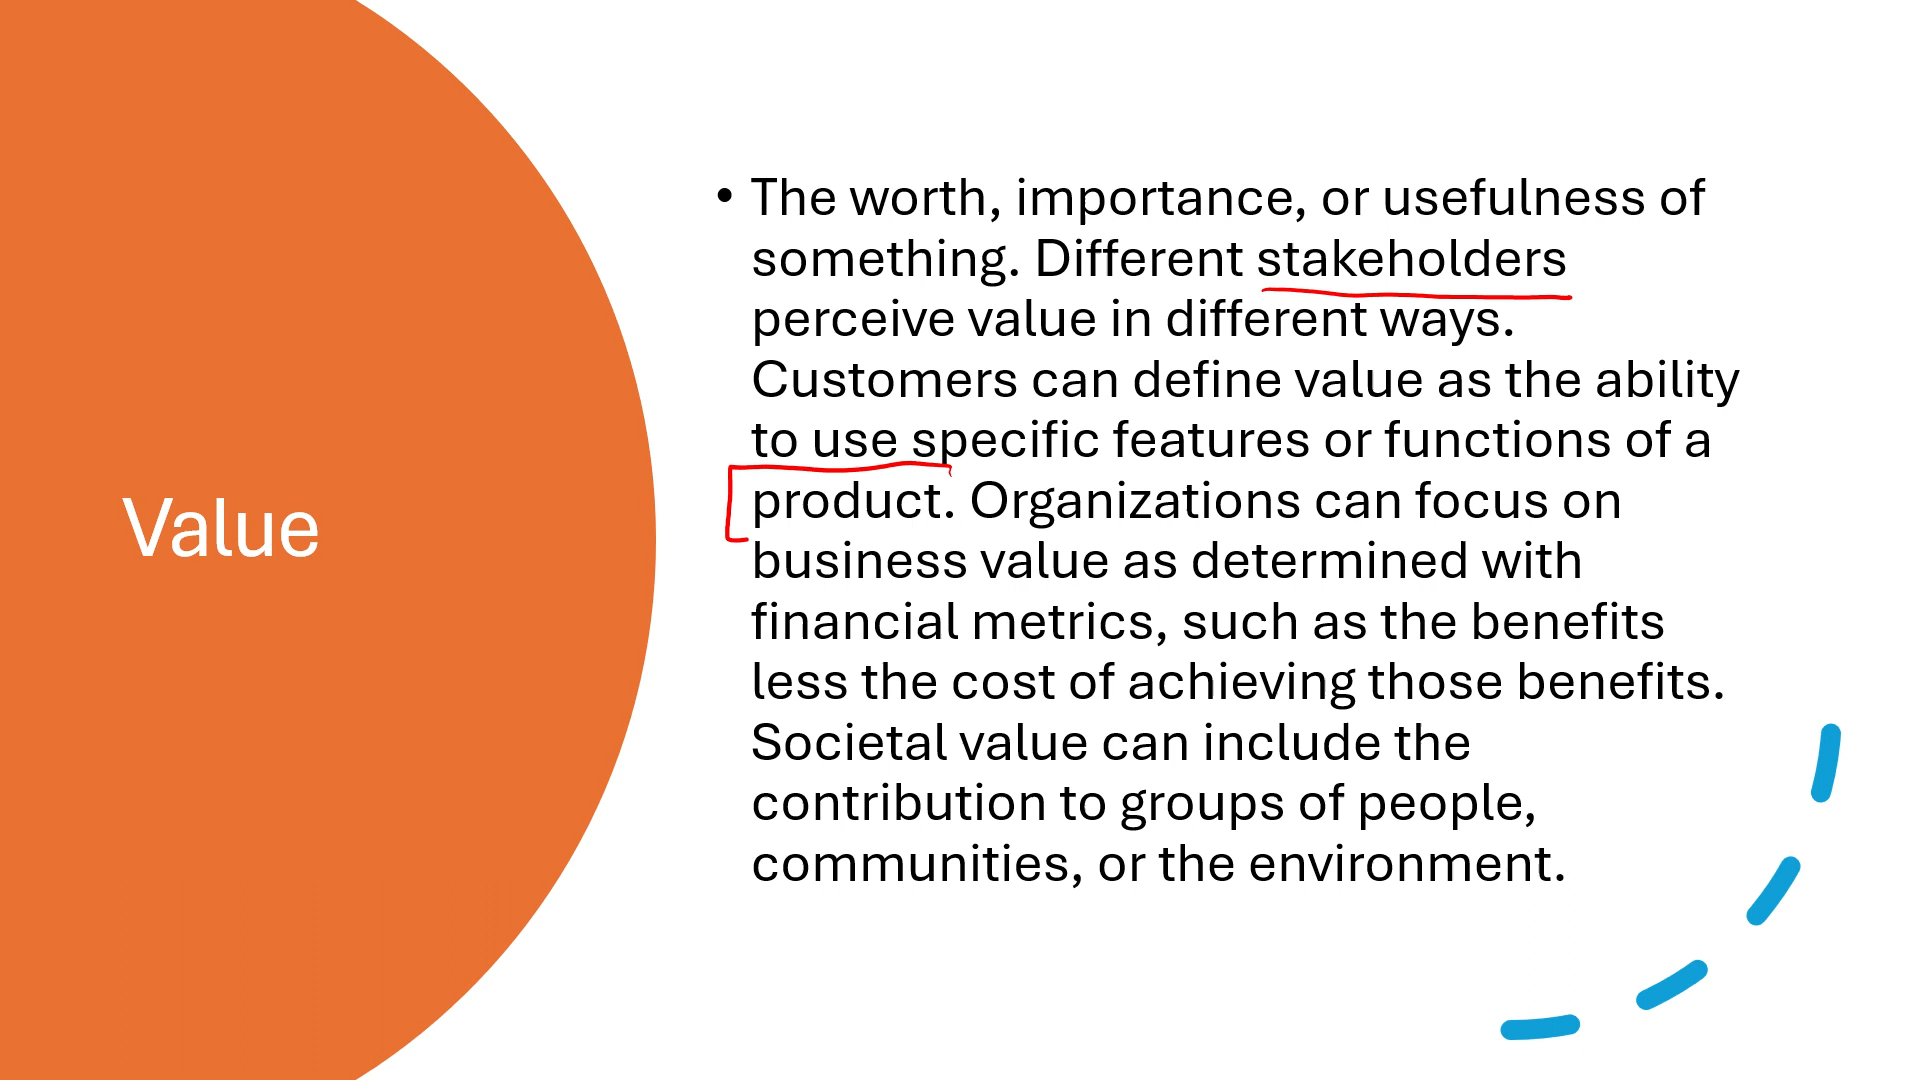 Value
• The worth, importance, or usefulness of
something. Different stakeholders
perceive value in different ways.
Customers can define value as the ability
to use specific features or functions of a
product. Organizations can focus on
business value as determined with
financial metrics, such as the benefits
less the cost of achieving those benefits.
Societal value can include the
contribution to groups of people,
communities, or the environment.